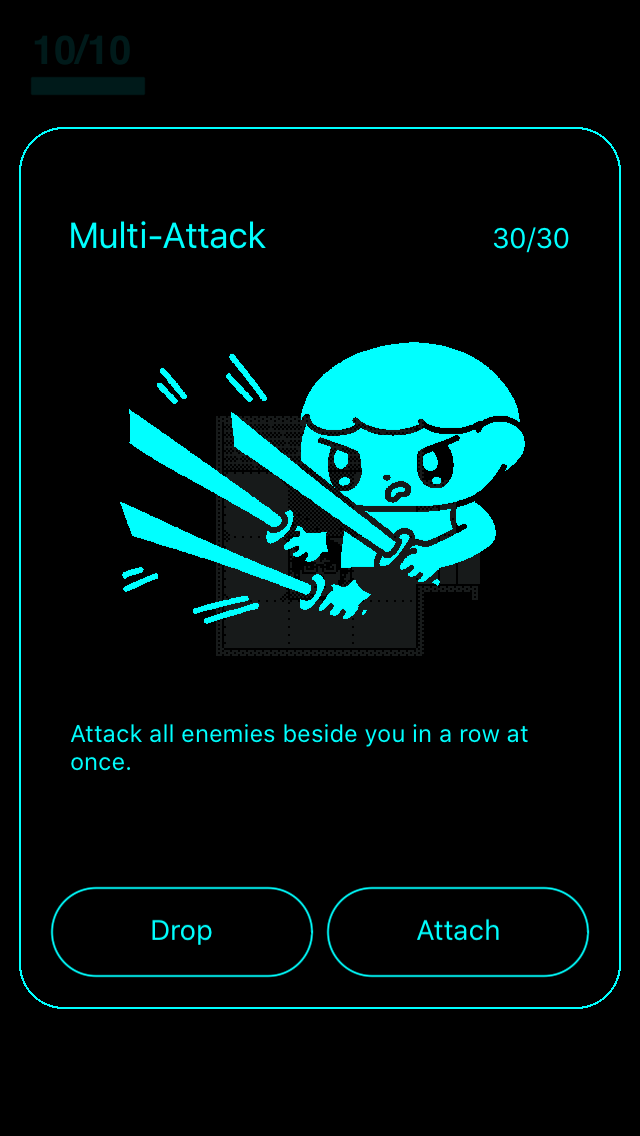 10/10
Multi-Attack 30/30
Attack all enemies beside you in a row at
once.
Drop Attach